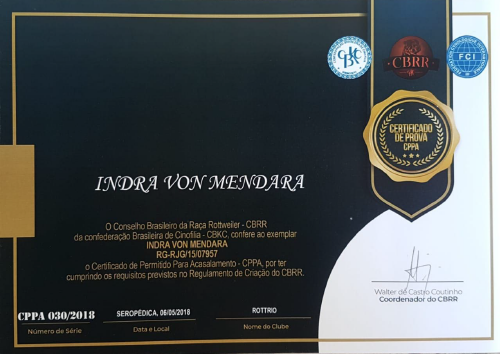 CBKC
CBRR
FCI
CERTIFICADO
DE PROVA
CPPA
INDRA VON MENDARA
O Conselho Brasileiro da Raça Rottweiler - CBRR
da confederação Brasileira de Cinofilia - CBKC, confere ao exemplar
INDRA VON MENDARA
RG-RJG/15/07957
o Certificado de Permitido Para Acasalamento - CPPA, por ter
cumprindo os requisitos previstos no Regulamento de Criação do CBRR.
Walter de Castro Coutinho
Coordenador do CBRR
CPPA 030/2018
Número de Série
SEROPÉDICA, 06/05/2018
Data e Local
ROTTRIO
Nome do Clube